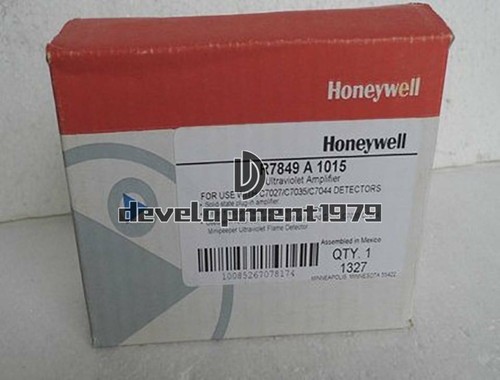 Honeywell
Honeywell
R7849 A 1015
Ultraviolet Amplifier
FOR USE C7027/C7035/C7044 DETECTORS
Solid state plug-in amplifier
development1979
Minipeeper Ultraviolet Flame Detector
Assembled in Mexico
QTY. 1
10085267078174
1327
MINNEAPOLIS, MINNESOTA 55422